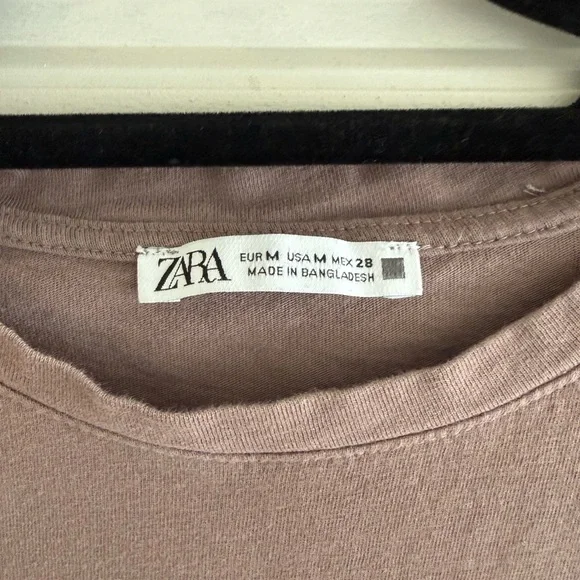 ZARA
EUR M USA M MEX 28
MADE IN BANGLADESH